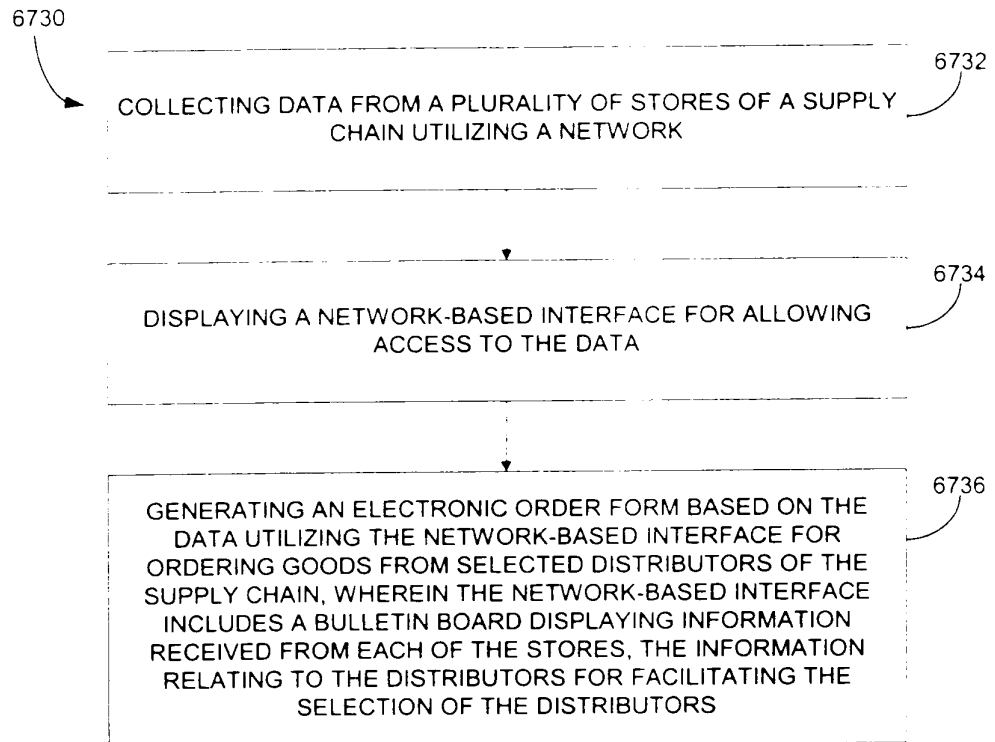 6730
6732
COLLECTING DATA FROM A PLURALITY OF STORES OF A SUPPLY
CHAIN UTILIZING A NETWORK
6734
DISPLAYING A NETWORK-BASED INTERFACE FOR ALLOWING
ACCESS TO THE DATA
6736
GENERATING AN ELECTRONIC ORDER FORM BASED ON THE
DATA UTILIZING THE NETWORK-BASED INTERFACE FOR
ORDERING GOODS FROM SELECTED DISTRIBUTORS OF THE
SUPPLY CHAIN, WHEREIN THE NETWORK-BASED INTERFACE
INCLUDES A BULLETIN BOARD DISPLAYING INFORMATION
RECEIVED FROM EACH OF THE STORES, THE INFORMATION
RELATING TO THE DISTRIBUTORS FOR FACILITATING THE
SELECTION OF THE DISTRIBUTORS